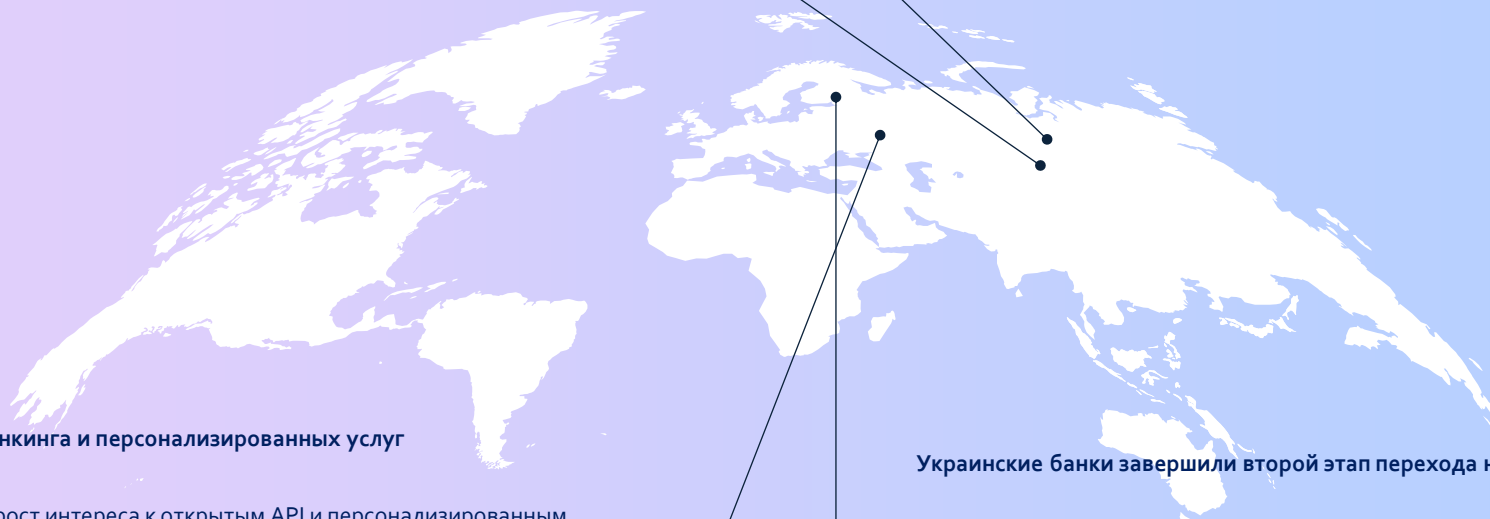 нкинга и персонализированных услуг
рост интереса к открытым API и персонализированным
Украинские банки завершили второй этап перехода н